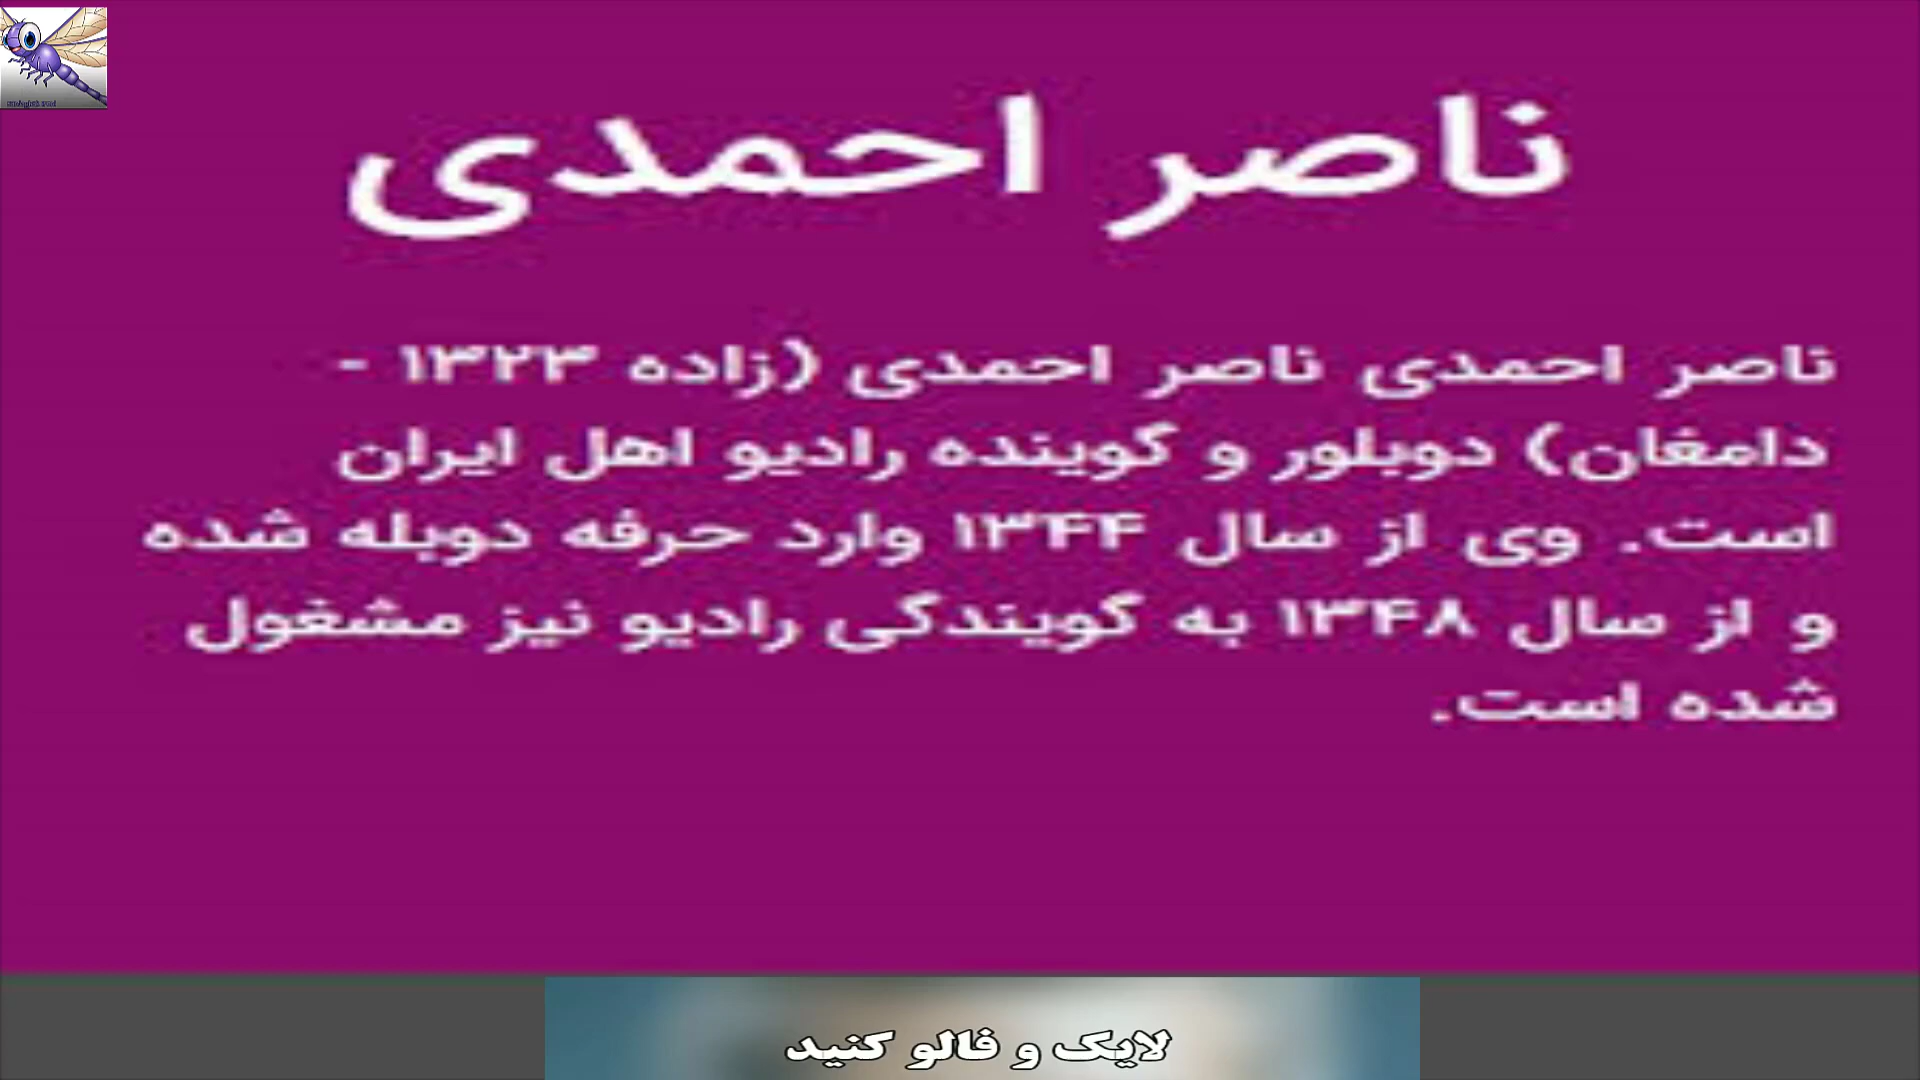 ناصر احمدی
ناصر احمدی ناصر احمدی (زاده ۱۳۲۳ -
دامغان) دوبلور و گوینده رادیو اهل ایران
است. وی از سال ۱۳۴۴ وارد حرفه دوبله شده
و از سال ۱۳۴۸ به گویندگی رادیو نیز مشغول
شده است.
لایک و فالو کنید